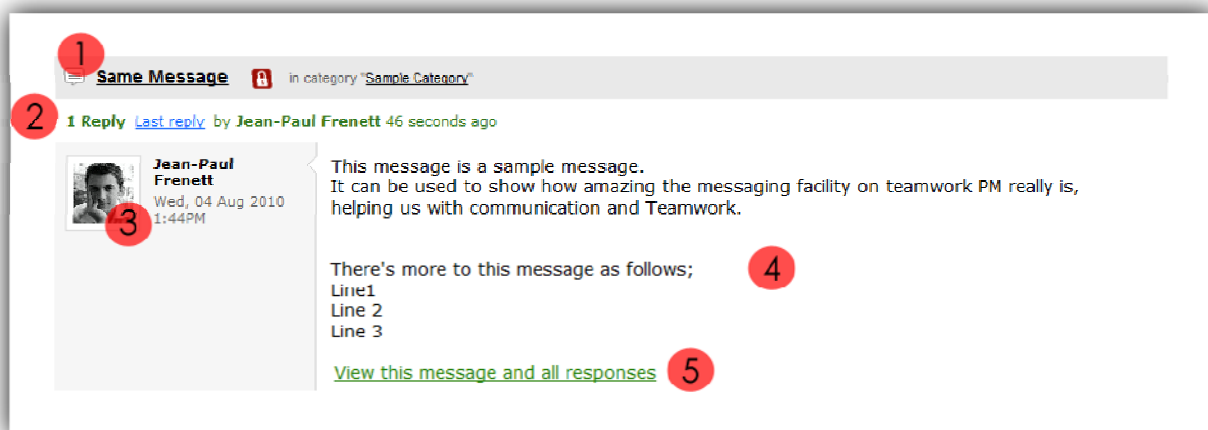 1
Same Message in category "Sample Category"
2
1 Reply Last reply by Jean-Paul Frenett 46 seconds ago
Jean-Paul
Frenett
Wed, 04 Aug 2010
1:44PM
3
This message is a sample message.
It can be used to show how amazing the messaging facility on teamwork PM really is,
helping us with communication and Teamwork.
There's more to this message as follows;
4
Line1
Line 2
Line 3
View this message and all responses
5